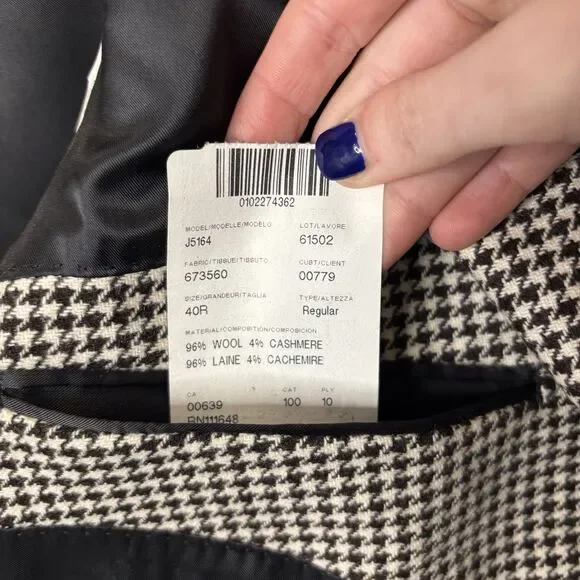 0102274362
MODEL/MODELLE/MODELO LOT/LAVORE
J5164 61502
FABRIC/TISSUE/TISSUTO CUST/CLIENT
673560 00779
SIZE/GRANDEUR/TAGLIA TYPE/ALTEZZA
40R Regular
MATERIAL/COMPOSITION/COMPOSICION
96% WOOL 4% CASHMERE
96% LAINE 4% CACHEMIRE
CA CAT PLY
00639 100 10
RN111648